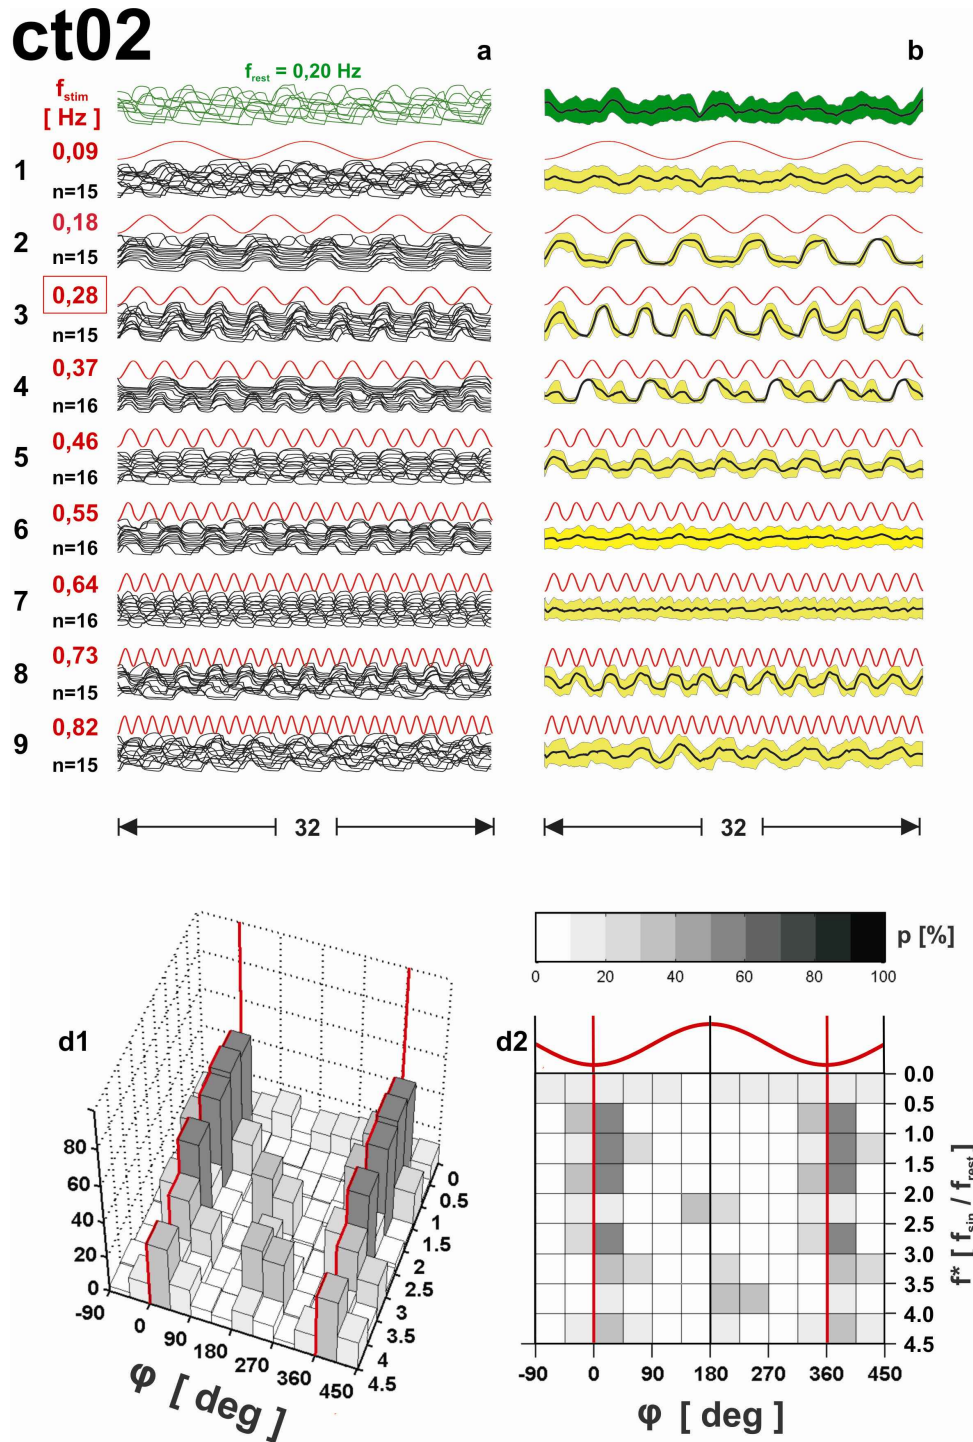 ct02
a
b
f_stim
[ Hz ]
f_rest = 0,20 Hz
1
0,09
n=15
2
0,18
n=15
3
0,28
n=15
4
0,37
n=16
5
0,46
n=16
6
0,55
n=16
7
0,64
n=16
8
0,73
n=15
9
0,82
n=15
32
32
p [%]
0 20 40 60 80 100
d1
80
60
40
20
0
-90 0 90 180 270 360 450
φ [ deg ]
0
0.5
1
1.5
2
2.5
3
3.5
4
4.5
d2
0.0
0.5
1.0
1.5
2.0
2.5
3.0
3.5
4.0
4.5
f* [ f_sin / f_rest ]
-90 0 90 180 270 360 450
φ [ deg ]